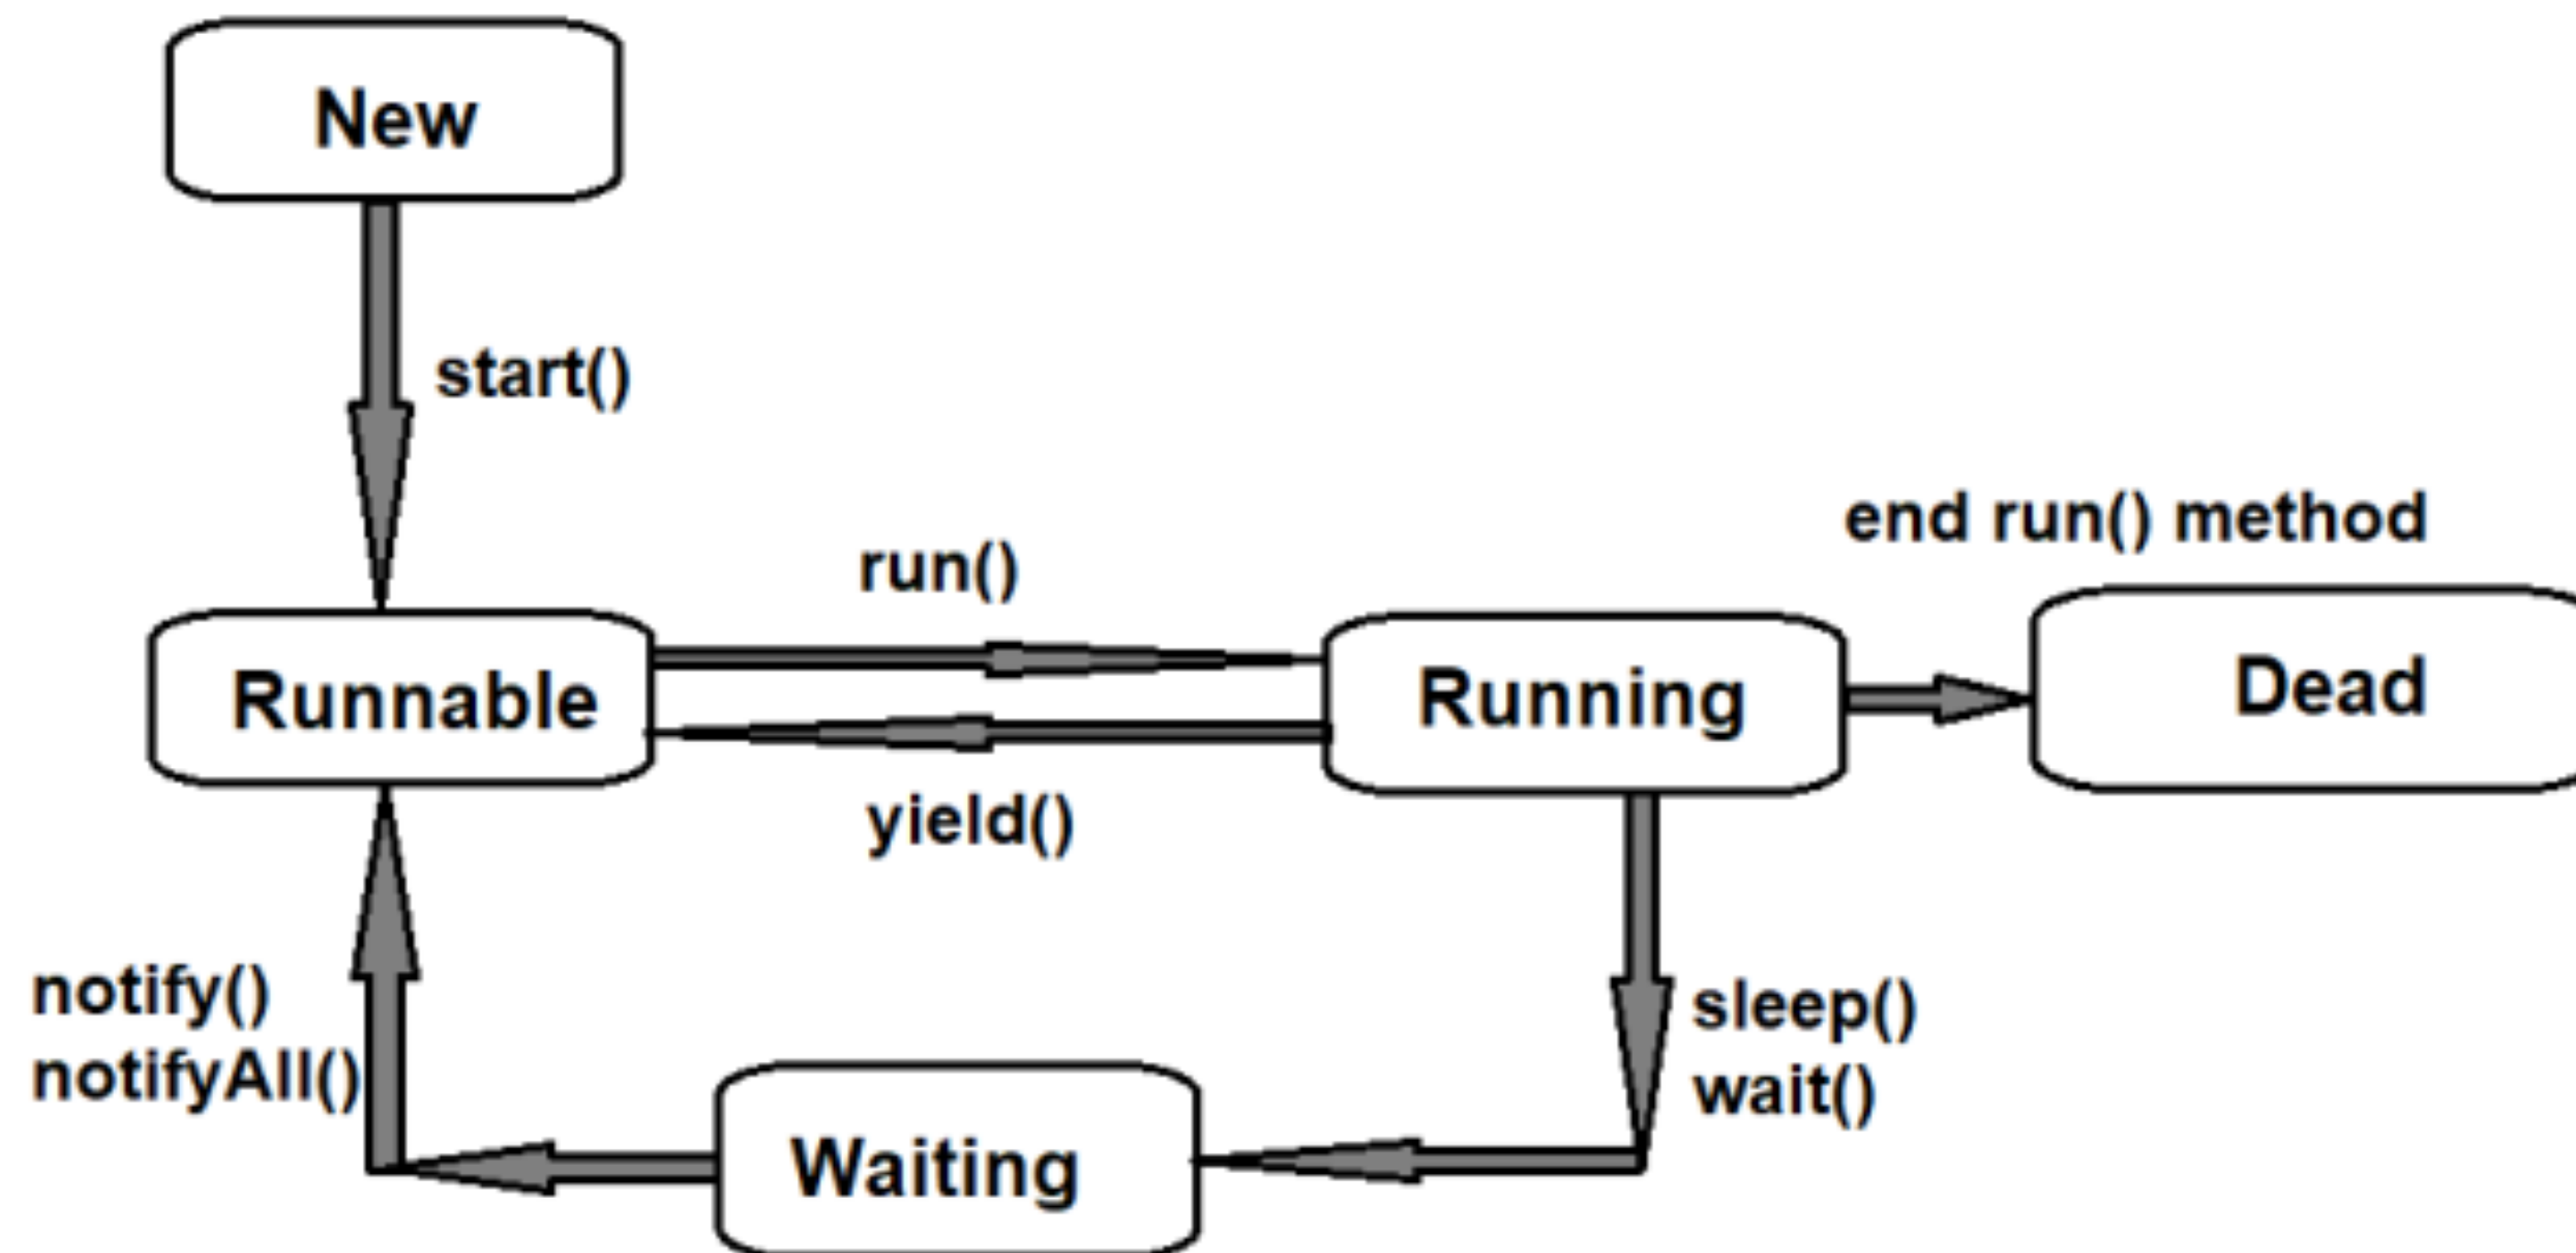 New
start()
run()
end run() method
Runnable
Running
Dead
yield()
notify()
notifyAll()
sleep()
wait()
Waiting